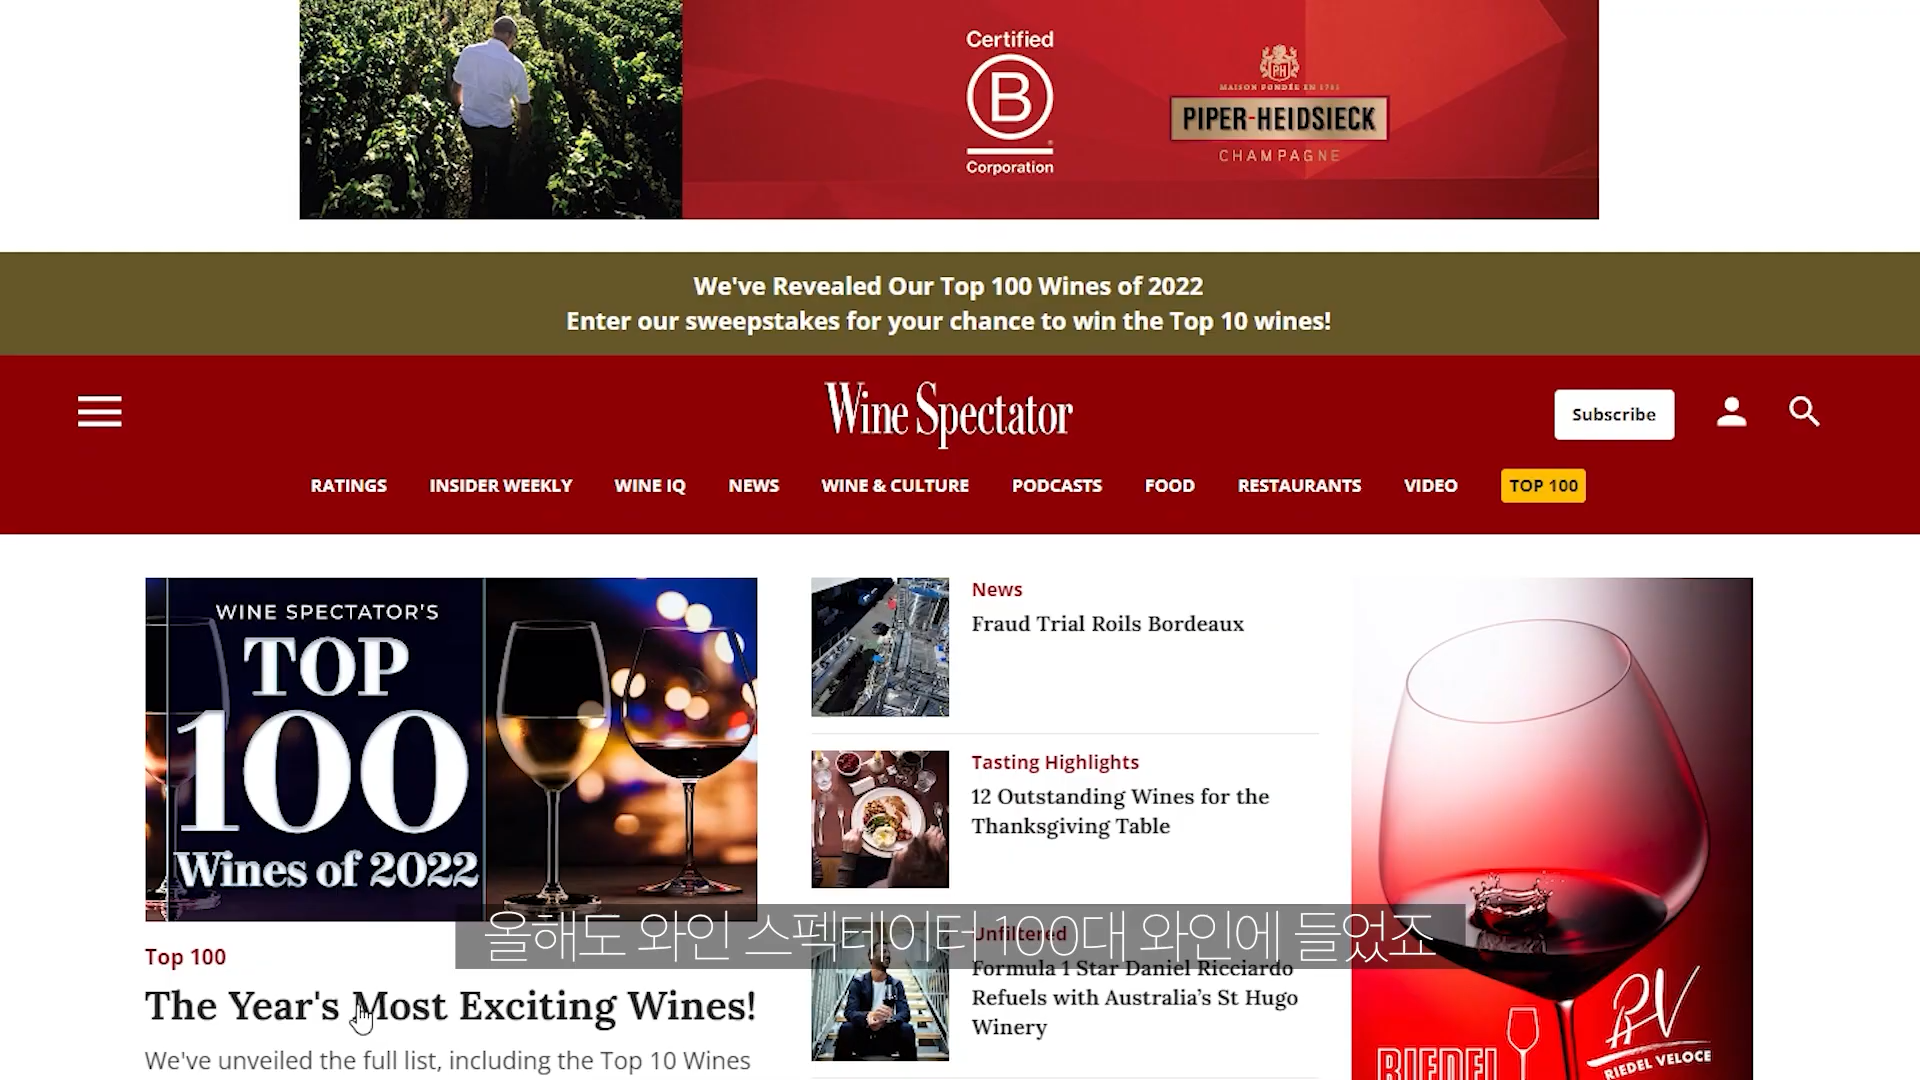 Certified
B
Corporation
PH
MAISON FONDÉE EN 1785
PIPER-HEIDSIECK
CHAMPAGNE
We've Revealed Our Top 100 Wines of 2022
Enter our sweepstakes for your chance to win the Top 10 wines!
Wine Spectator
Subscribe
RATINGS INSIDER WEEKLY WINE IQ NEWS WINE & CULTURE PODCASTS FOOD RESTAURANTS VIDEO TOP 100
WINE SPECTATOR'S
TOP
100
Wines of 2022
Top 100
The Year's Most Exciting Wines!
We've unveiled the full list, including the Top 10 Wines
News
Fraud Trial Roils Bordeaux
Tasting Highlights
12 Outstanding Wines for the
Thanksgiving Table
Unfiltered
Formula 1 Star Daniel Ricciardo
Refuels with Australia's St Hugo
Winery
올해도 와인 스펙테이터 100대 와인에 들었죠
RV
RIEDEL VELOCE
RIEDEL